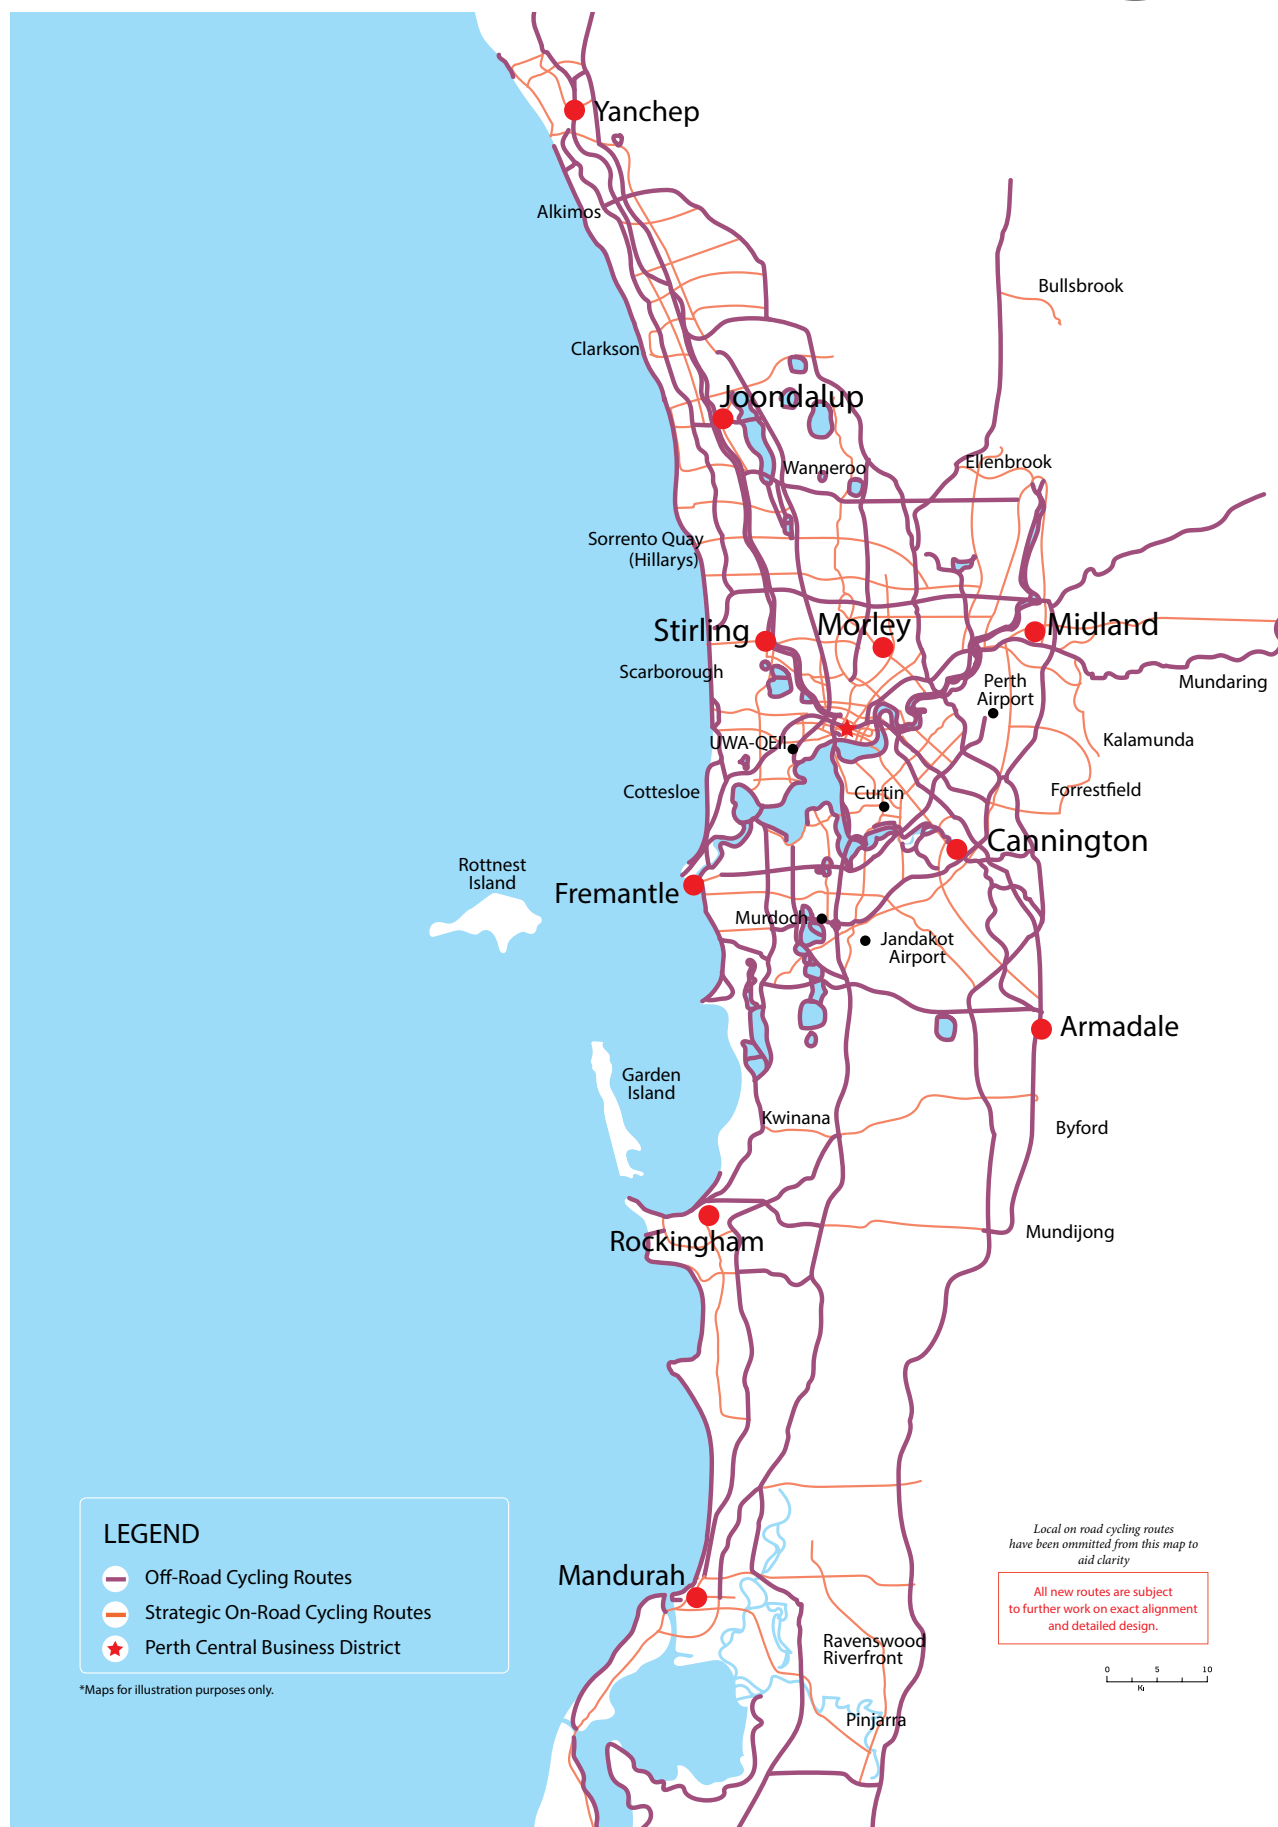 Yanchep
Alkimos
Bullsbrook
Clarkson
Joondalup
Wanneroo
Ellenbrook
Sorrento Quay
(Hillarys)
Stirling
Morley
Midland
Scarborough
Perth
Airport
Mundaring
UWA-QEII
Kalamunda
Cottesloe
Curtin
Forrestfield
Cannington
Rottnest
Island
Fremantle
Murdoch
Jandakot
Airport
Armadale
Garden
Island
Kwinana
Byford
Rockingham
Mundijong
LEGEND
Off-Road Cycling Routes
Strategic On-Road Cycling Routes
Perth Central Business District
*Maps for illustration purposes only.
Mandurah
Ravenswood
Riverfront
Pinjarra
Local on road cycling routes
have been ommitted from this map to
aid clarity
All new routes are subject
to further work on exact alignment
and detailed design.
0 5 10